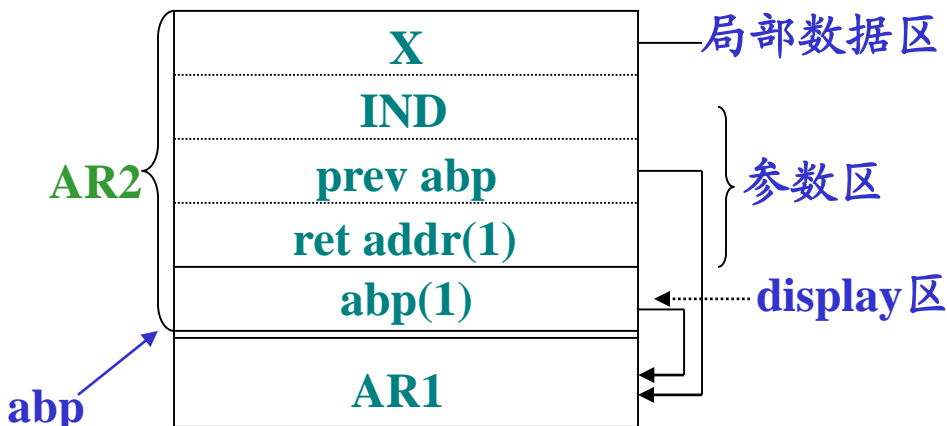 X
局部数据区
IND
AR2
prev abp
参数区
ret addr(1)
abp(1)
display区
AR1
abp